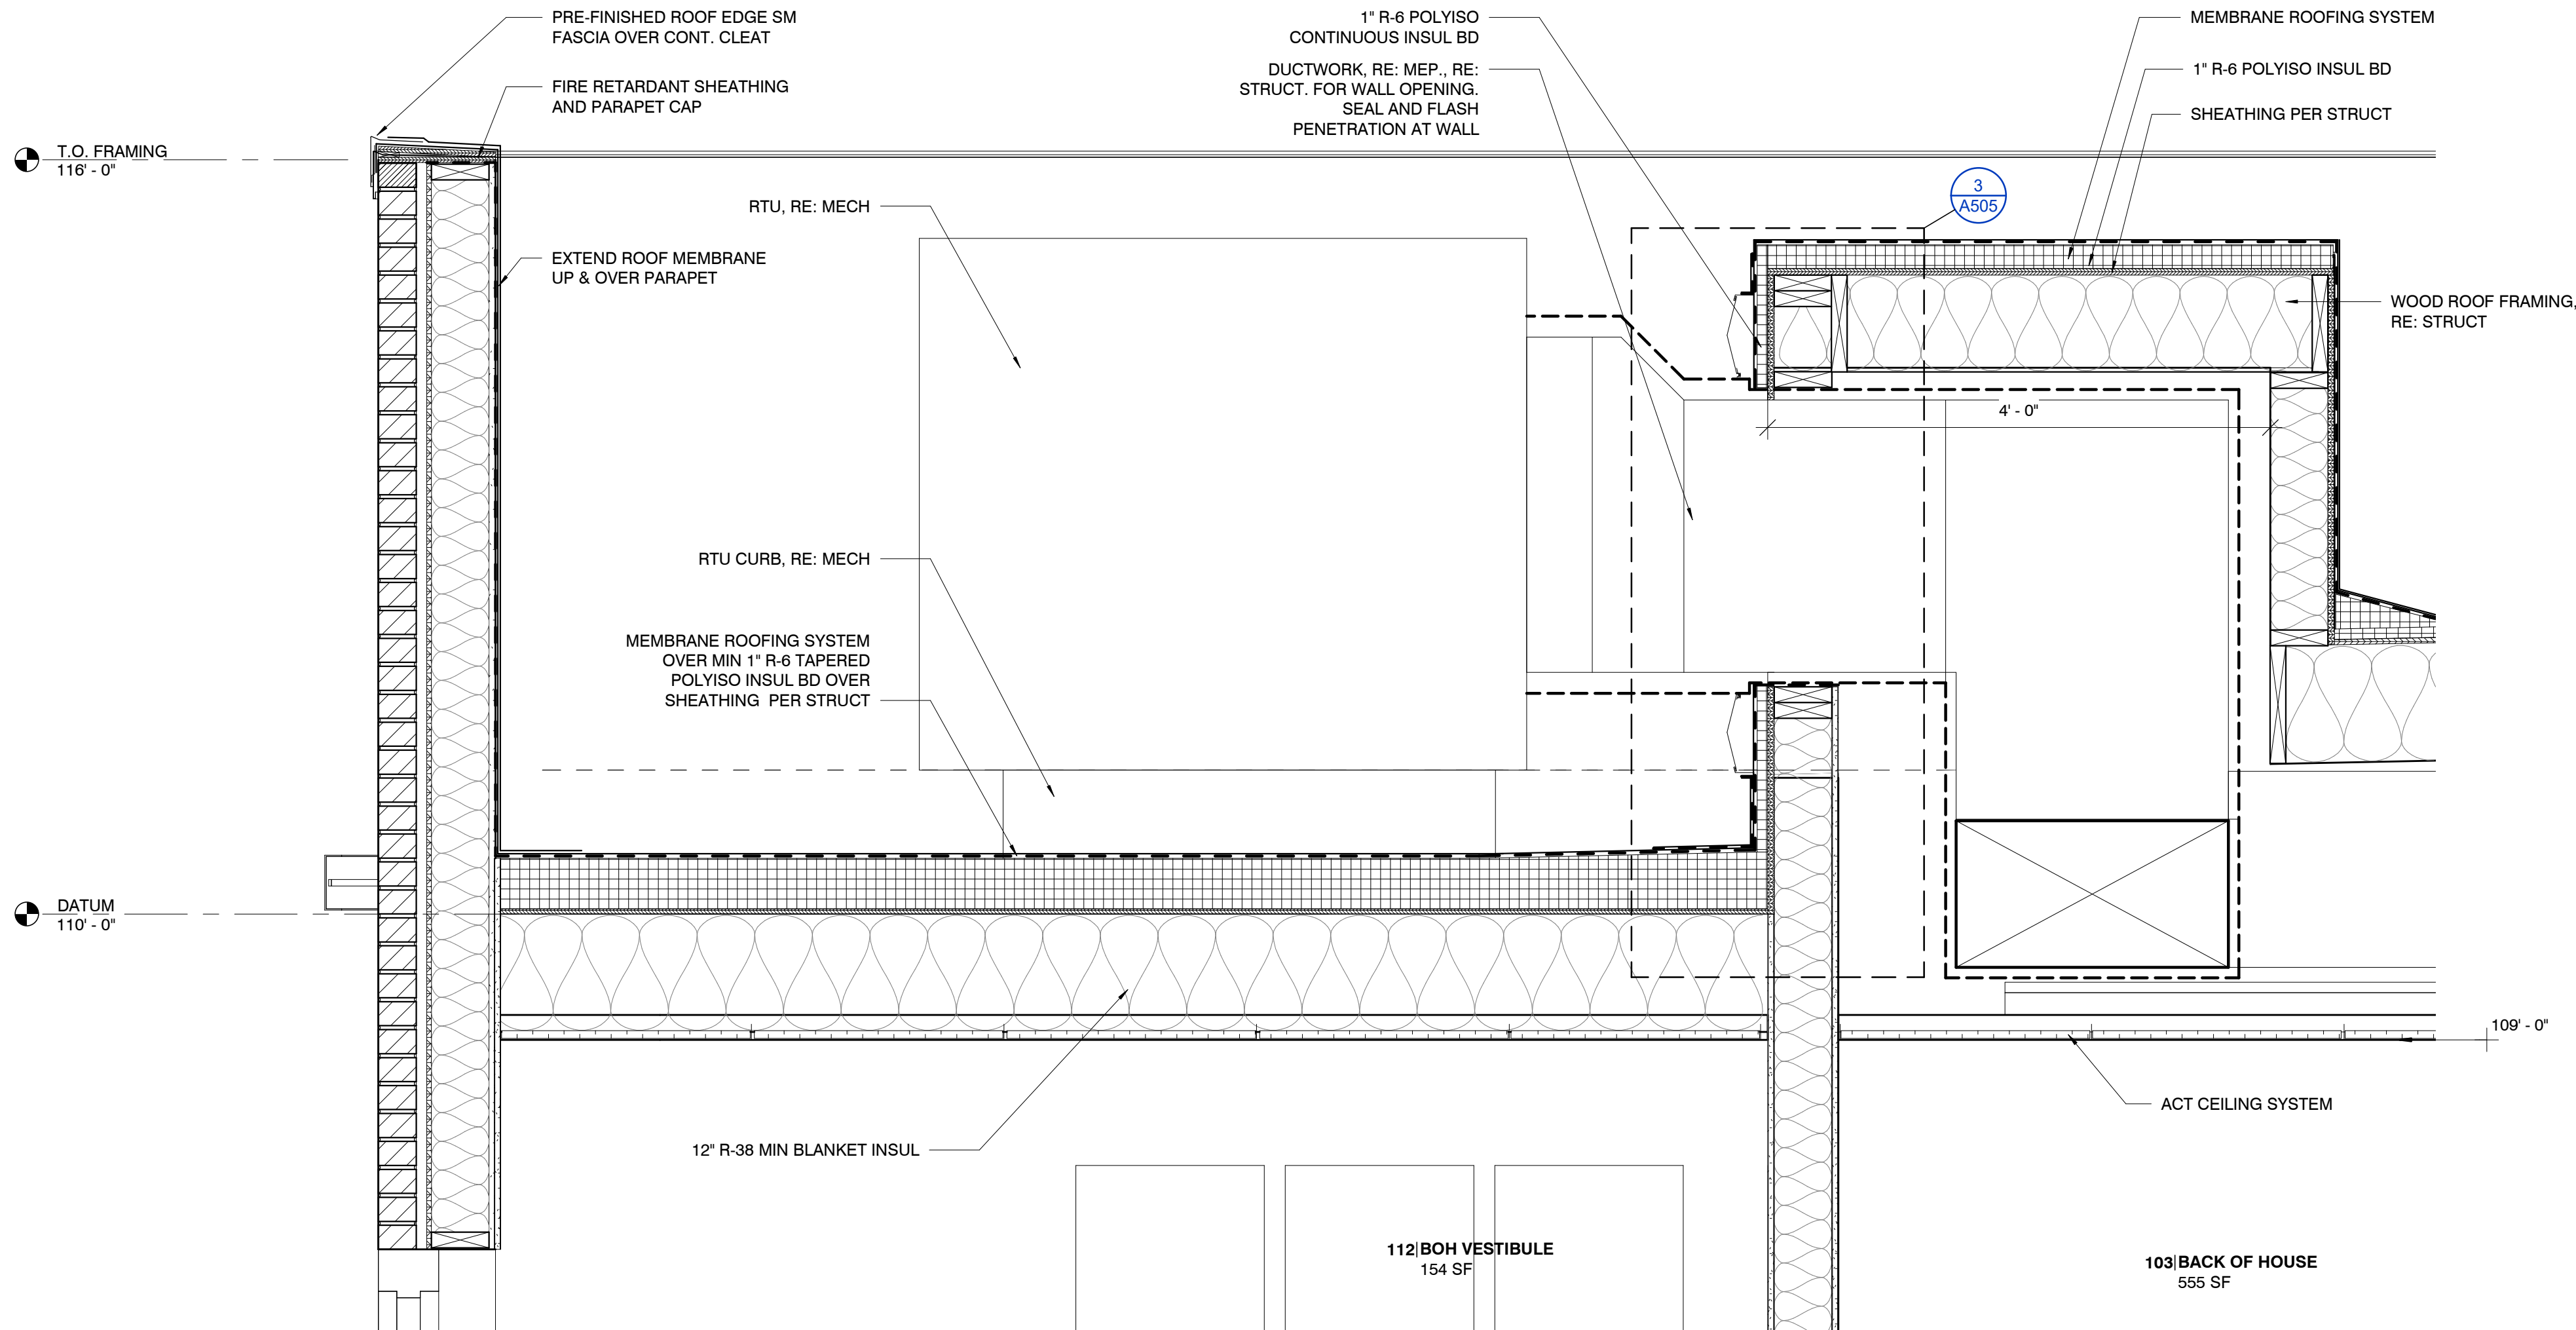 PRE-FINISHED ROOF EDGE SM
FASCIA OVER CONT. CLEAT
FIRE RETARDANT SHEATHING
AND PARAPET CAP
1" R-6 POLYISO
CONTINUOUS INSUL BD
DUCTWORK, RE: MEP., RE:
STRUCT. FOR WALL OPENING.
SEAL AND FLASH
PENETRATION AT WALL
MEMBRANE ROOFING SYSTEM
1" R-6 POLYISO INSUL BD
SHEATHING PER STRUCT
T.O. FRAMING
116' - 0"
3
A505
RTU, RE: MECH
EXTEND ROOF MEMBRANE
UP & OVER PARAPET
WOOD ROOF FRAMING,
RE: STRUCT
4' - 0"
RTU CURB, RE: MECH
MEMBRANE ROOFING SYSTEM
OVER MIN 1" R-6 TAPERED
POLYISO INSUL BD OVER
SHEATHING  PER STRUCT
DATUM
110' - 0"
109' - 0"
ACT CEILING SYSTEM
12" R-38 MIN BLANKET INSUL
112|BOH VESTIBULE
154 SF
103|BACK OF HOUSE
555 SF